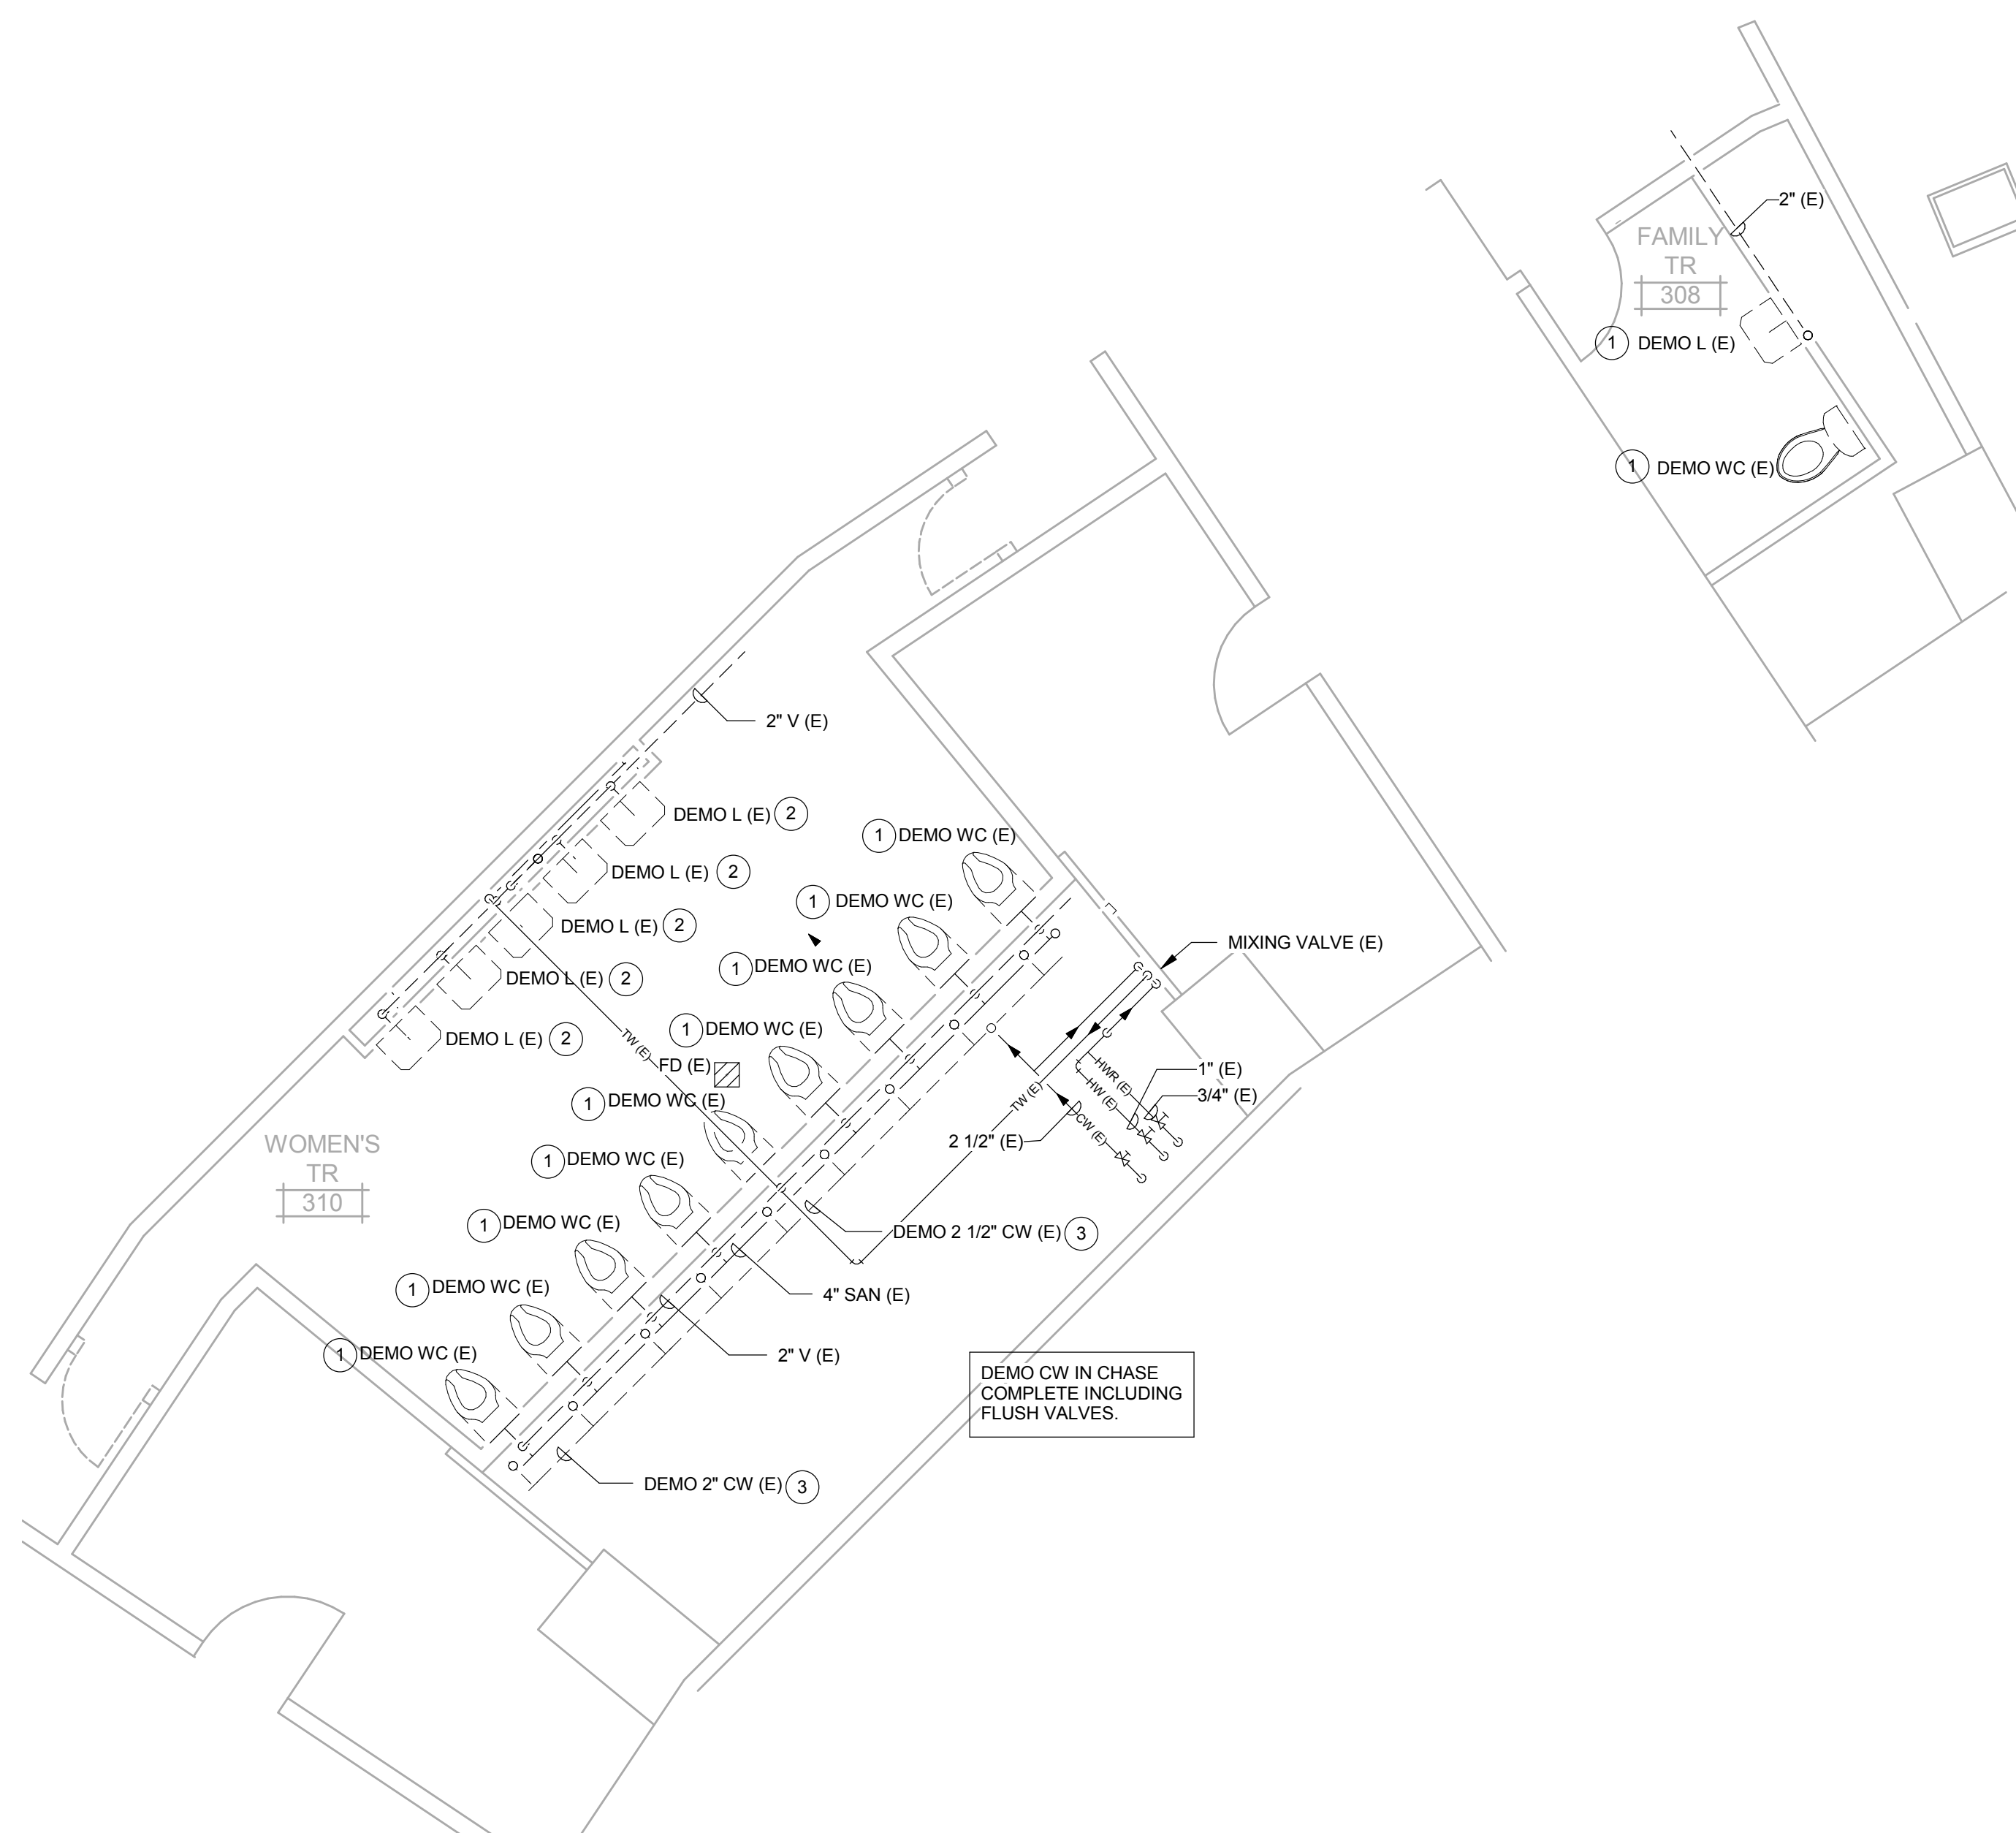 2" (E)
FAMILY
TR
308
1 DEMO L (E)
1 DEMO WC (E)
2" V (E)
DEMO L (E) 2
1 DEMO WC (E)
DEMO L (E) 2
1 DEMO WC (E)
DEMO L (E) 2
MIXING VALVE (E)
1 DEMO WC (E)
DEMO L (E) 2
1 DEMO WC (E)
DEMO L (E) 2
TW (E)
FD (E)
HWR (E)
1" (E)
HW (E)
3/4" (E)
TW (E)
1 DEMO WC (E)
CW (E)
2 1/2" (E)
WOMEN'S
TR
310
1 DEMO WC (E)
1 DEMO WC (E)
DEMO 2 1/2" CW (E) 3
1 DEMO WC (E)
4" SAN (E)
1 DEMO WC (E)
2" V (E)
DEMO CW IN CHASE
COMPLETE INCLUDING
FLUSH VALVES.
DEMO 2" CW (E) 3